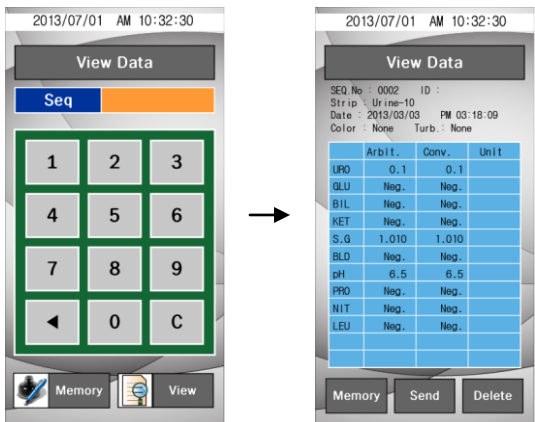 2013/07/01 AM 10:32:30
View Data
Seq
1 2 3
4 5 6
7 8 9
◀ 0 C
Memory View
2013/07/01 AM 10:32:30
View Data
SEQ.No : 0002 ID :
Strip : Urine-10
Date : 2013/03/03 PM 03:18:09
Color : None Turb.: None
Arbit. Conv. Unit
URO 0.1 0.1
GLU Neg. Neg.
BIL Neg. Neg.
KET Neg. Neg.
S.G 1.010 1.010
BLD Neg. Neg.
pH 6.5 6.5
PRO Neg. Neg.
NIT Neg. Neg.
LEU Neg. Neg.
Memory Send Delete